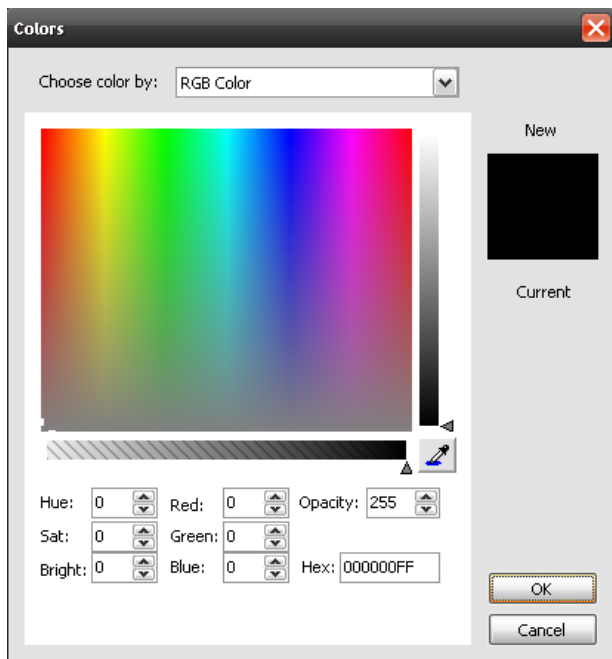 Colors
Choose color by: RGB Color
New
Current
Hue: 0 Red: 0 Opacity: 255
Sat: 0 Green: 0
Bright: 0 Blue: 0 Hex: 000000FF
OK
Cancel